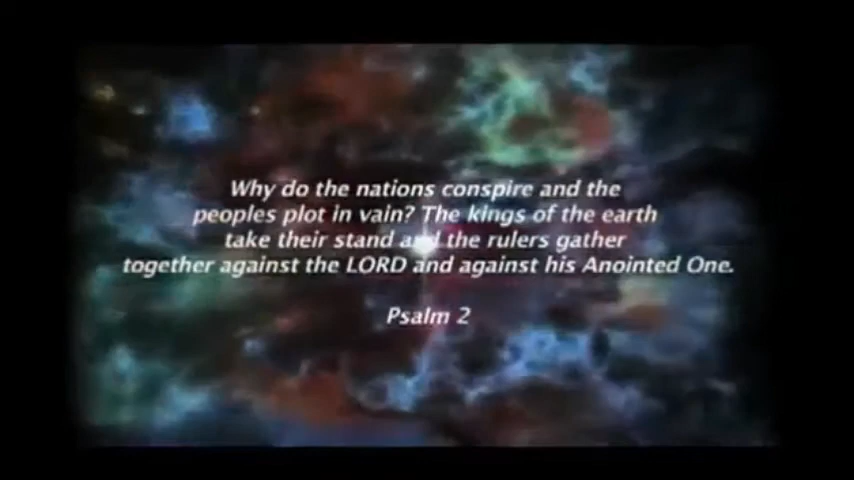 Why do the nations conspire and the
peoples plot in vain? The kings of the earth
take their stand and the rulers gather
together against the LORD and against his Anointed One.
Psalm 2